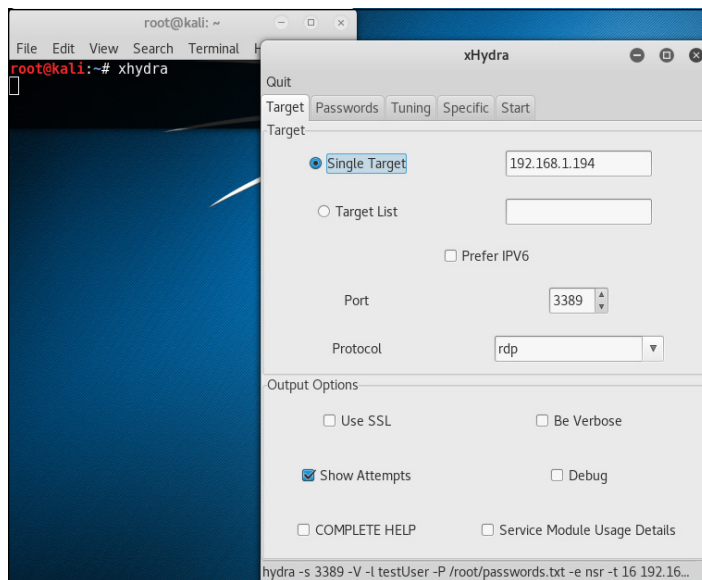 root@kali: ~
File Edit View Search Terminal H
root@kali:~# xhydra
xHydra
Quit
Target Passwords Tuning Specific Start
Target
Single Target 192.168.1.194
Target List
Prefer IPV6
Port 3389
Protocol rdp
Output Options
Use SSL Be Verbose
Show Attempts Debug
COMPLETE HELP Service Module Usage Details
hydra -s 3389 -V -l testUser -P /root/passwords.txt -e nsr -t 16 192.16...